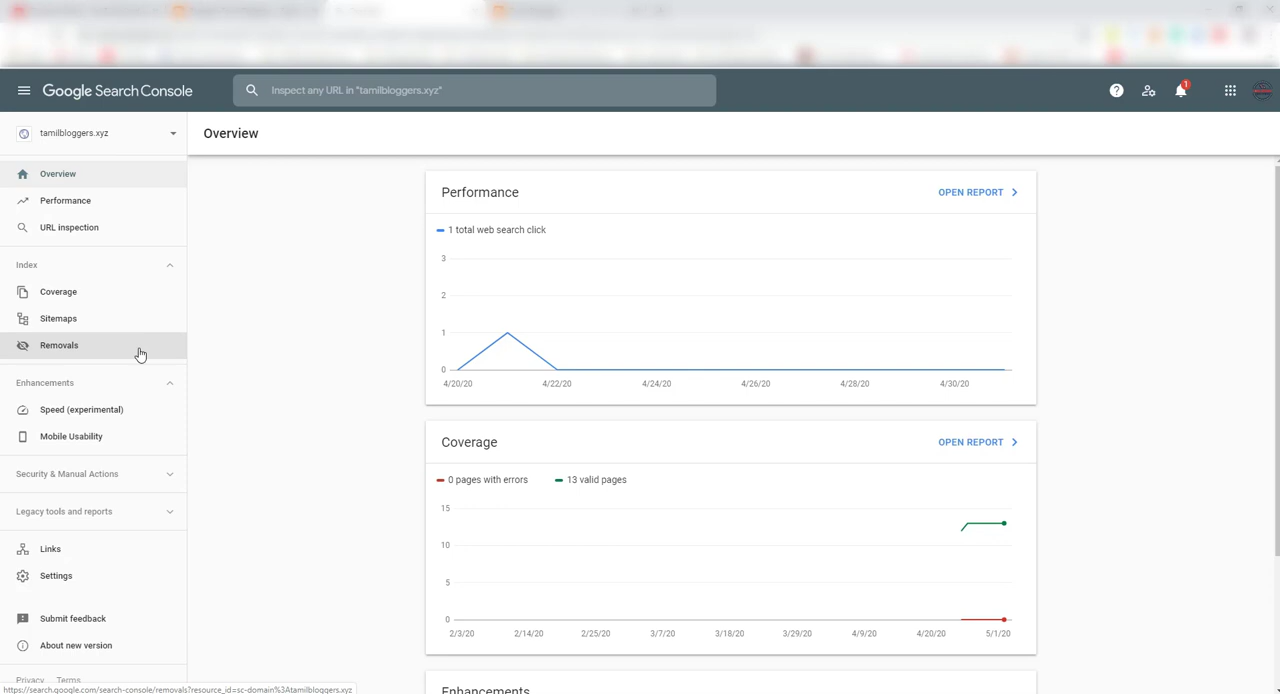 Google Search Console
Inspect any URL in "tamilbloggers.xyz"
1
tamilbloggers.xyz
Overview
Overview
Performance
URL inspection
Index
Coverage
Sitemaps
Removals
Enhancements
Speed (experimental)
Mobile Usability
Security & Manual Actions
Legacy tools and reports
Links
Settings
Submit feedback
About new version
Privacy Terms
https://search.google.com/search-console/removals?resource_id=sc-domain%3Atamilbloggers.xyz
Performance
OPEN REPORT
1 total web search click
3
2
1
0
4/20/20 4/22/20 4/24/20 4/26/20 4/28/20 4/30/20
Coverage
OPEN REPORT
0 pages with errors 13 valid pages
15
10
5
0
2/3/20 2/14/20 2/25/20 3/7/20 3/18/20 3/29/20 4/9/20 4/20/20 5/1/20
Enhancements